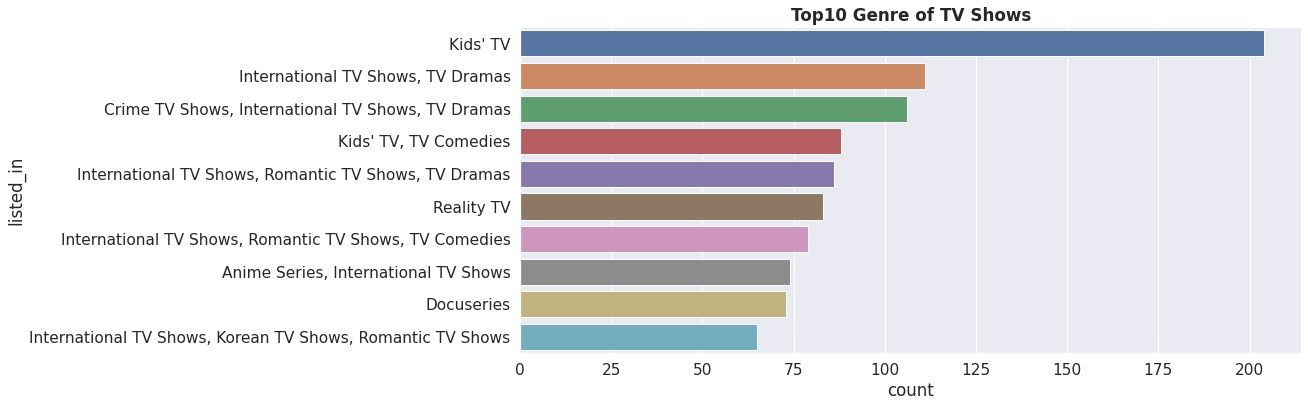 Top10 Genre of TV Shows
listed_in
Kids' TV
International TV Shows, TV Dramas
Crime TV Shows, International TV Shows, TV Dramas
Kids' TV, TV Comedies
International TV Shows, Romantic TV Shows, TV Dramas
Reality TV
International TV Shows, Romantic TV Shows, TV Comedies
Anime Series, International TV Shows
Docuseries
International TV Shows, Korean TV Shows, Romantic TV Shows
0 25 50 75 100 125 150 175 200
count